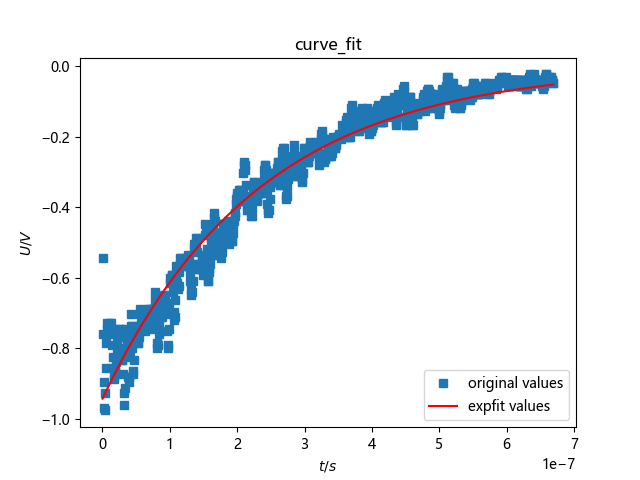 curve_fit
0.0
−0.2
−0.4
−0.6
−0.8
−1.0
U/V
original values
expfit values
0 1 2 3 4 5 6 7
1e−7
t/s